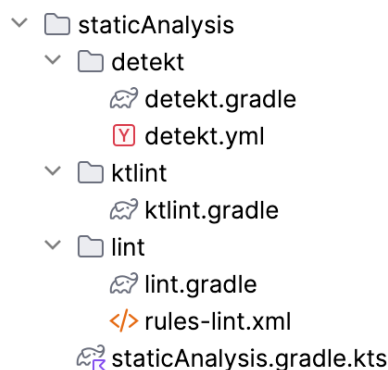 staticAnalysis
detekt
detekt.gradle
detekt.yml
ktlint
ktlint.gradle
lint
lint.gradle
rules-lint.xml
staticAnalysis.gradle.kts